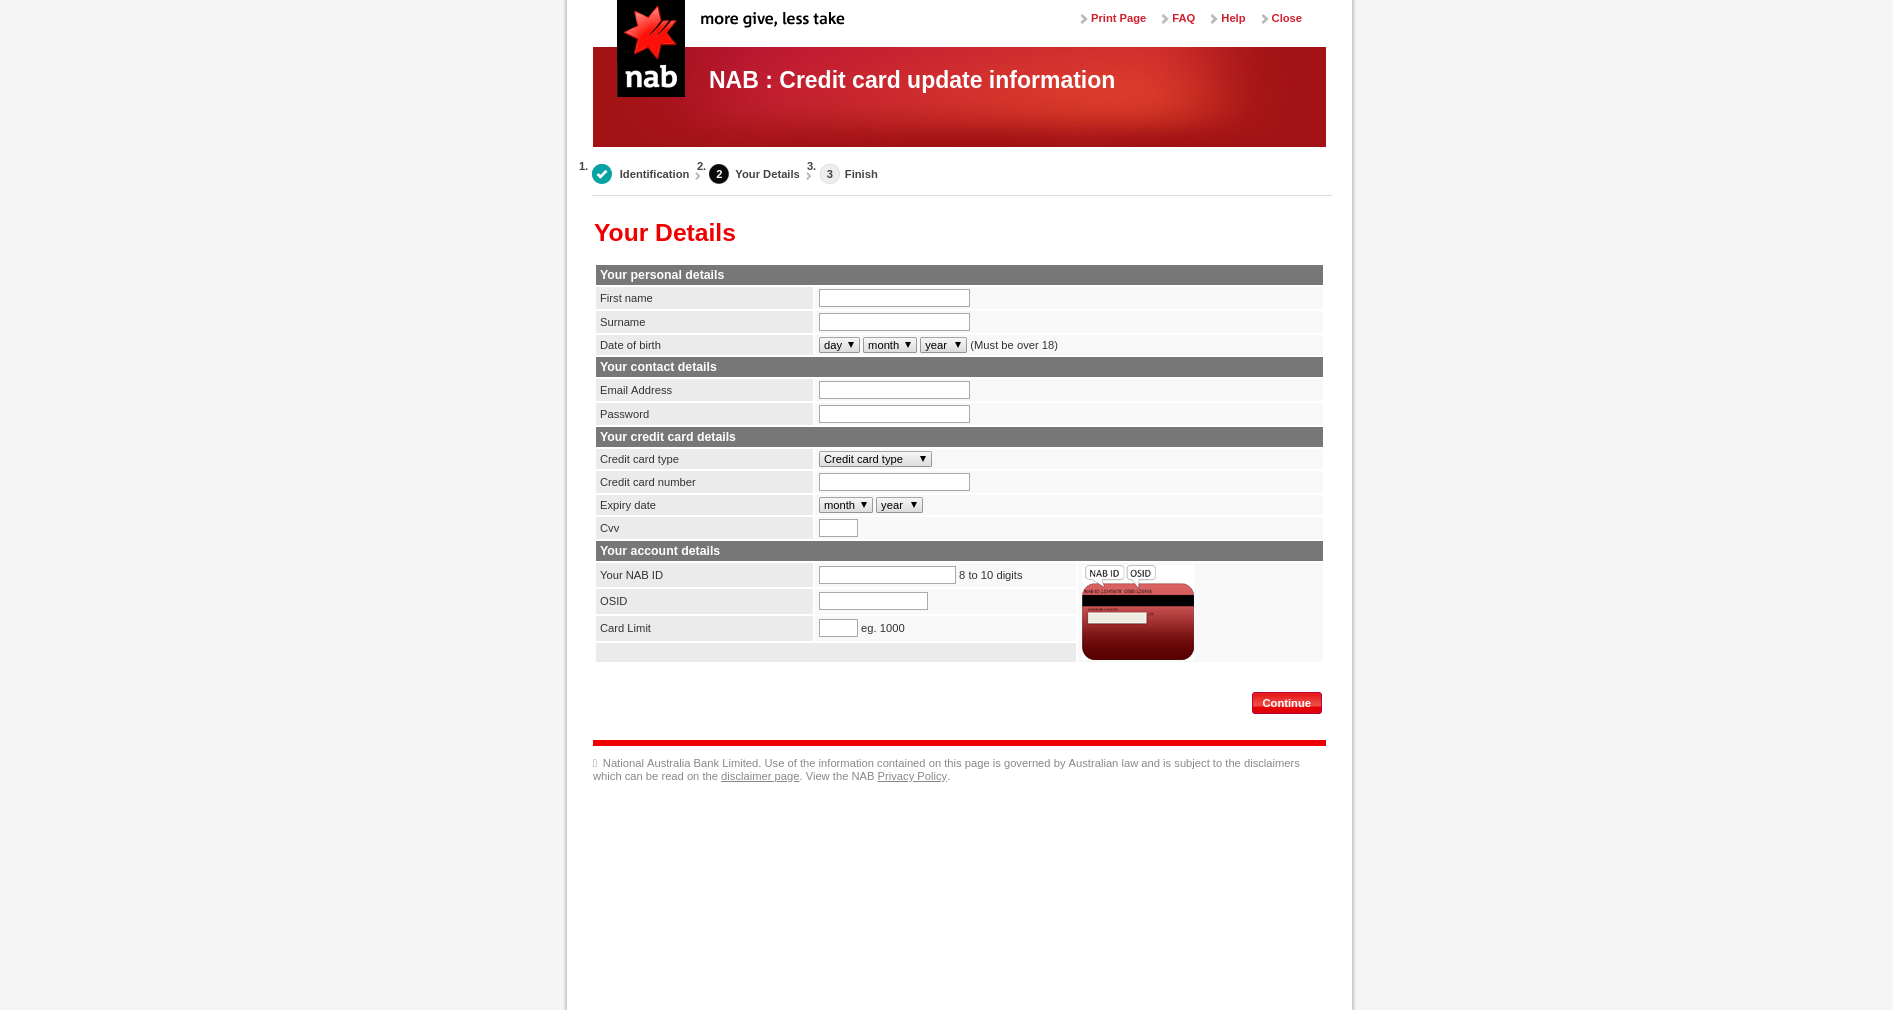 more give, less take
Print Page FAQ Help Close
nab
NAB : Credit card update information
1. Identification 2. 2 Your Details 3. 3 Finish
Your Details
Your personal details
First name
Surname
Date of birth day month year (Must be over 18)
Your contact details
Email Address
Password
Your credit card details
Credit card type Credit card type
Credit card number
Expiry date month year
Cvv
Your account details
Your NAB ID 8 to 10 digits
NAB ID OSID
NAB ID 12345678 OSID 123456
OSID
Card Limit eg. 1000
Continue
National Australia Bank Limited. Use of the information contained on this page is governed by Australian law and is subject to the disclaimers
which can be read on the disclaimer page. View the NAB Privacy Policy.